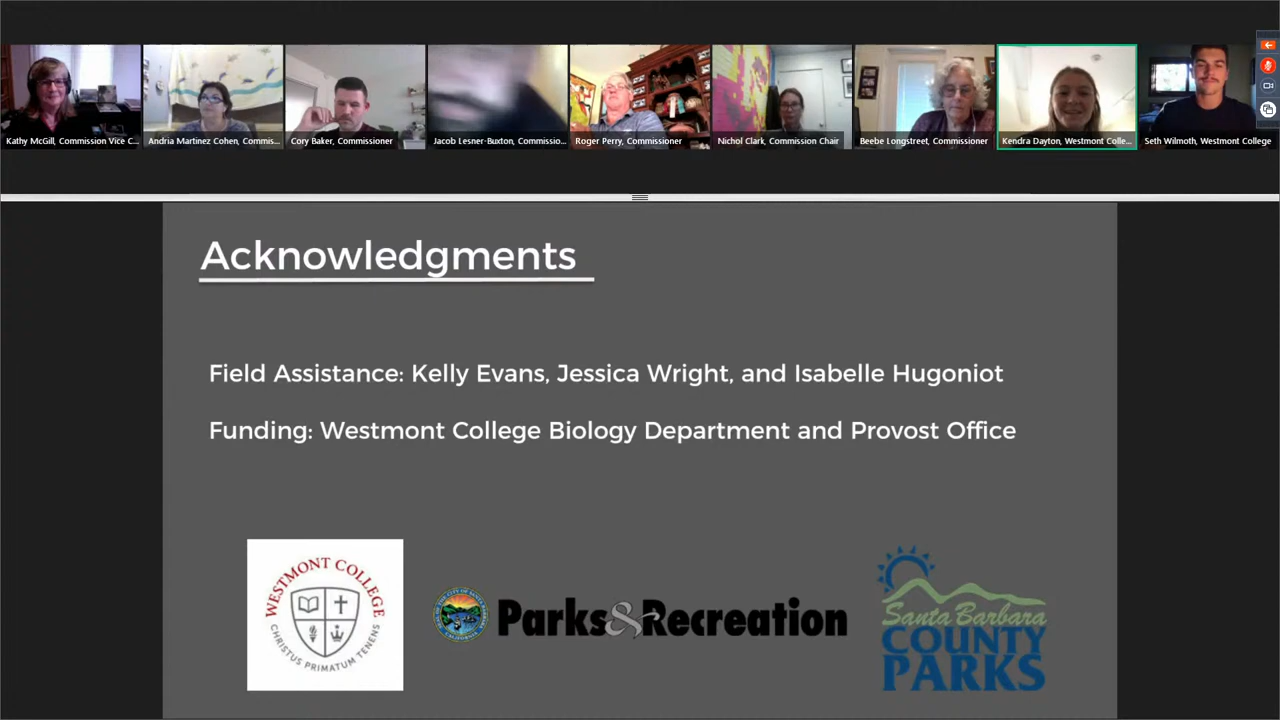 Kathy McGill, Commission Vice C...
Andria Martinez Cohen, Commis...
Cory Baker, Commissioner
Jacob Lesner-Buxton, Commissio...
Roger Perry, Commissioner
Nichol Clark, Commission Chair
Beebe Longstreet, Commissioner
Kendra Dayton, Westmont Colle...
Seth Wilmoth, Westmont College
Acknowledgments
Field Assistance: Kelly Evans, Jessica Wright, and Isabelle Hugoniot
Funding: Westmont College Biology Department and Provost Office
WESTMONT COLLEGE
CHRISTUS PRIMATUM TENENS
Parks & Recreation
Santa Barbara
COUNTY
PARKS